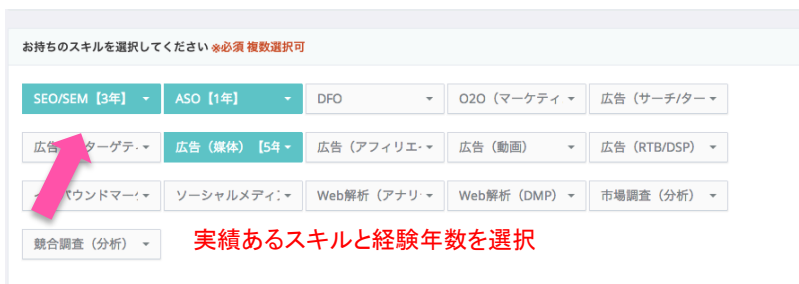 お持ちのスキルを選択してください ※必須 複数選択可
SEO/SEM【3年】 ASO【1年】 DFO O2O（マーケティ 広告（サーチ/ター
広告 ターゲテ 広告（媒体）【5年 広告（アフィリエ 広告（動画） 広告（RTB/DSP）
バウンドマー ソーシャルメディ Web解析（アナリ Web解析（DMP） 市場調査（分析）
競合調査（分析）
実績あるスキルと経験年数を選択